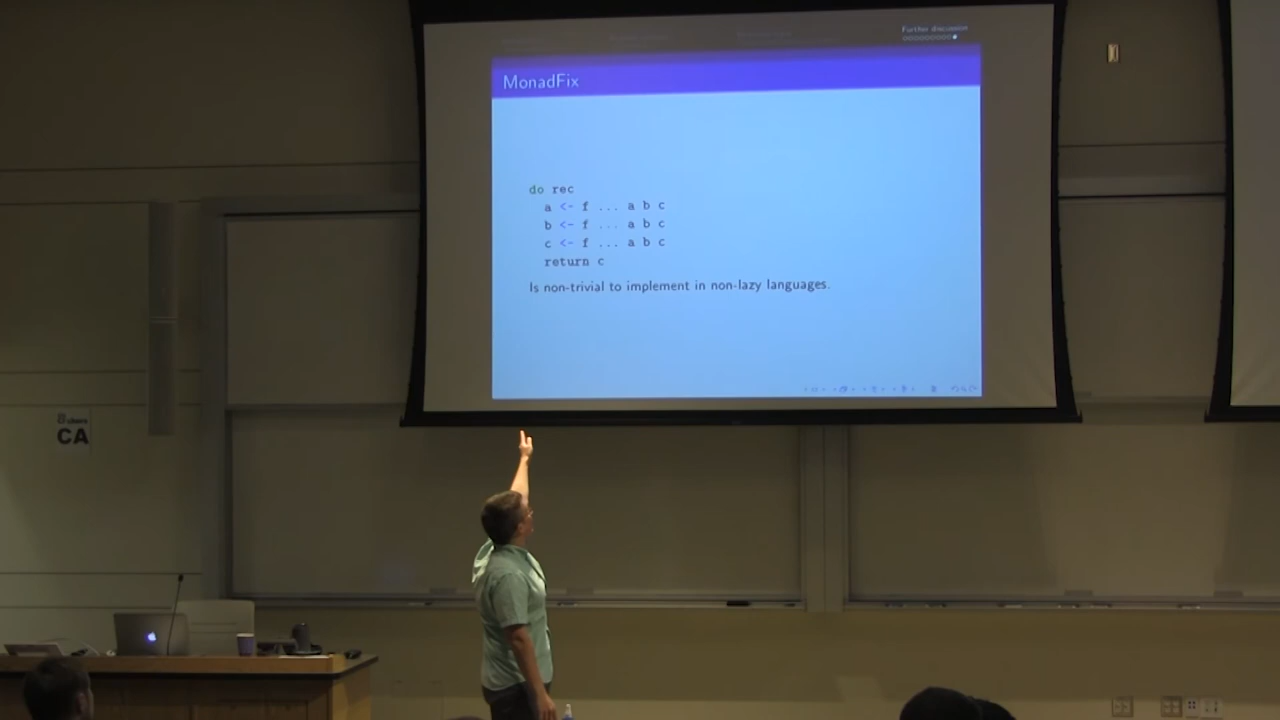 Further discussion
MonadFix
do rec
a <- f ... a b c
b <- f ... a b c
c <- f ... a b c
return c
Is non-trivial to implement in non-lazy languages.
CA